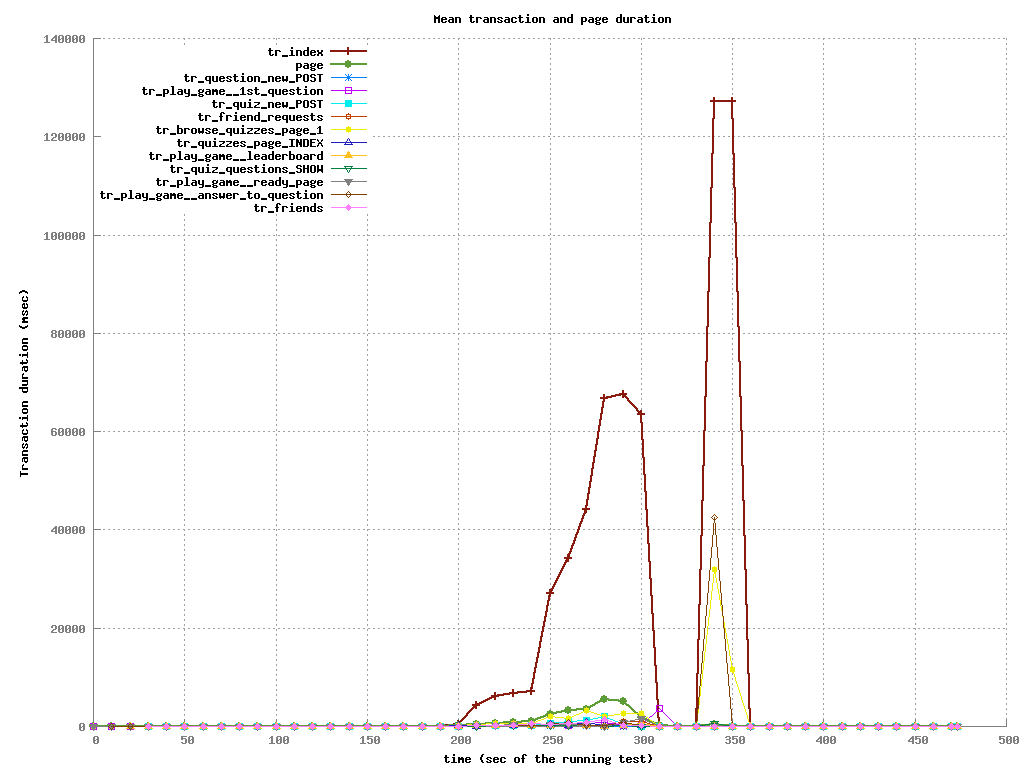 Mean transaction and page duration
140000
120000
100000
80000
60000
40000
20000
0
Transaction duration (msec)
tr_index
page
tr_question_new_POST
tr_play_game__1st_question
tr_quiz_new_POST
tr_friend_requests
tr_browse_quizzes_page_1
tr_quizzes_page_INDEX
tr_play_game__leaderboard
tr_quiz_questions_SHOW
tr_play_game__ready_page
tr_play_game__answer_to_question
tr_friends
0 50 100 150 200 250 300 350 400 450 500
time (sec of the running test)